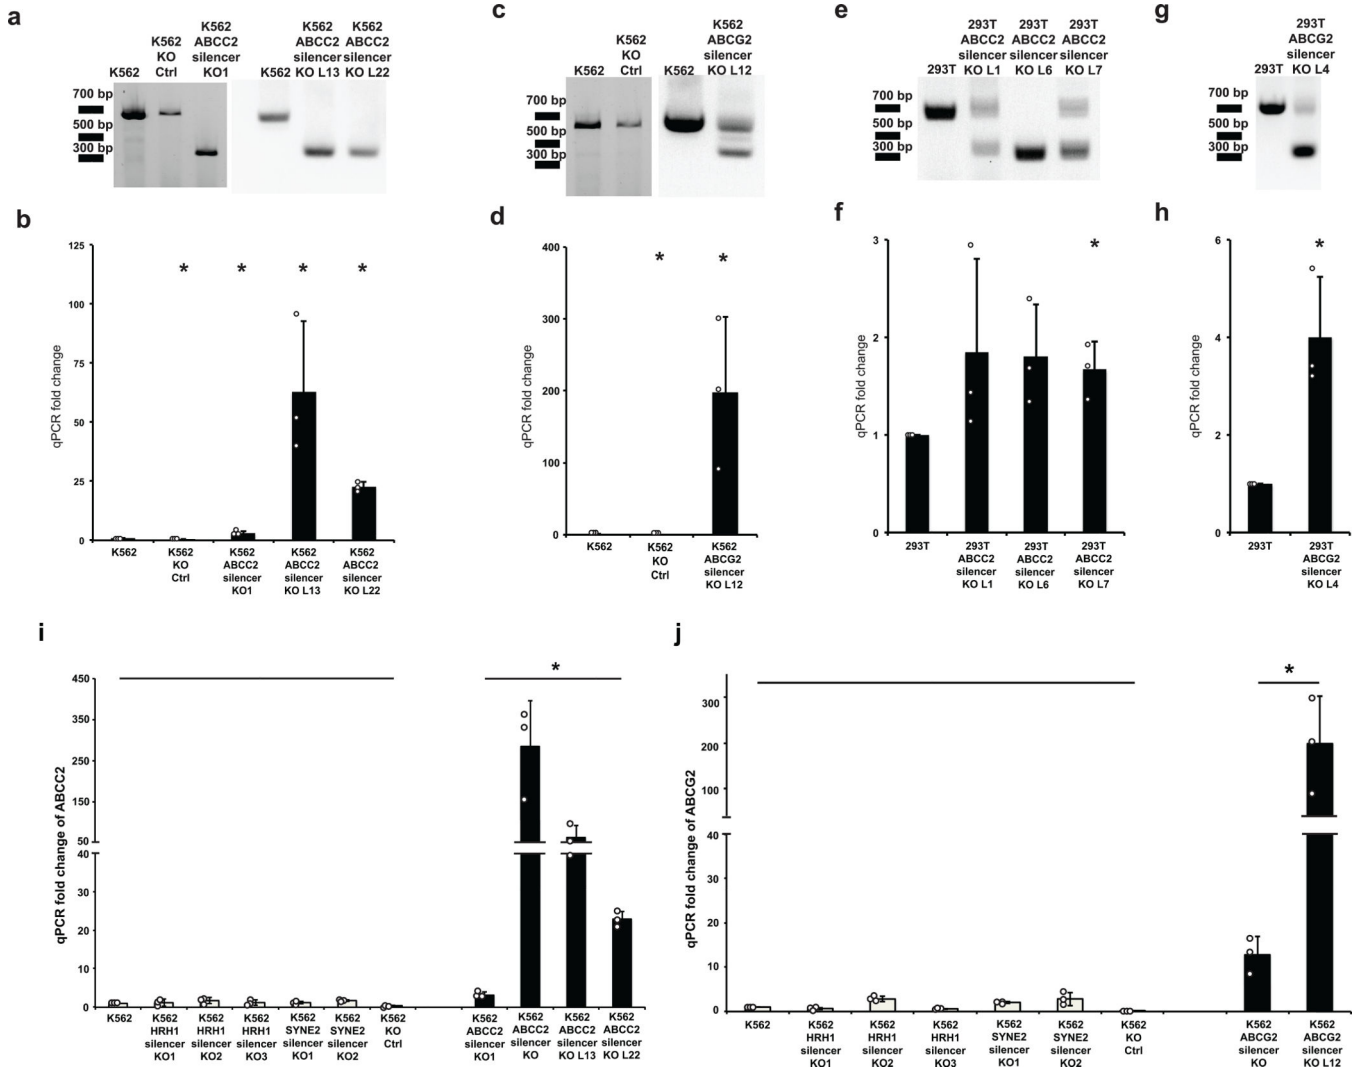 a
K562
K562
KO
Ctrl
K562
ABCC2
silencer
KO1
K562
K562
ABCC2
silencer
KO L13
K562
ABCC2
silencer
KO L22
700 bp
500 bp
300 bp
c
K562
K562
KO
Ctrl
K562
K562
ABCG2
silencer
KO L12
700 bp
500 bp
300 bp
e
293T
293T
ABCC2
silencer
KO L1
293T
ABCC2
silencer
KO L6
293T
ABCC2
silencer
KO L7
700 bp
500 bp
300 bp
g
293T
293T
ABCG2
silencer
KO L4
700 bp
500 bp
300 bp
b
qPCR fold change
125
100
75
50
25
0
*
*
*
*
K562
K562
KO
Ctrl
K562
ABCC2
silencer
KO1
K562
ABCC2
silencer
KO L13
K562
ABCC2
silencer
KO L22
d
qPCR fold change
400
300
200
100
0
*
*
K562
K562
KO
Ctrl
K562
ABCG2
silencer
KO L12
f
qPCR fold change
3
2
1
0
*
293T
293T
ABCC2
silencer
KO L1
293T
ABCC2
silencer
KO L6
293T
ABCC2
silencer
KO L7
h
qPCR fold change
6
4
2
0
*
293T
293T
ABCG2
silencer
KO L4
i
qPCR fold change of ABCC2
450
350
250
150
50
40
30
20
10
0
*
K562
K562
HRH1
silencer
KO1
K562
HRH1
silencer
KO2
K562
HRH1
silencer
KO3
K562
SYNE2
silencer
KO1
K562
SYNE2
silencer
KO2
K562
KO
Ctrl
K562
ABCC2
silencer
KO1
K562
ABCC2
silencer
KO
K562
ABCC2
silencer
KO L13
K562
ABCC2
silencer
KO L22
j
qPCR fold change of ABCG2
300
200
100
40
30
20
10
0
*
K562
K562
HRH1
silencer
KO1
K562
HRH1
silencer
KO2
K562
HRH1
silencer
KO3
K562
SYNE2
silencer
KO1
K562
SYNE2
silencer
KO2
K562
KO
Ctrl
K562
ABCG2
silencer
KO
K562
ABCG2
silencer
KO L12